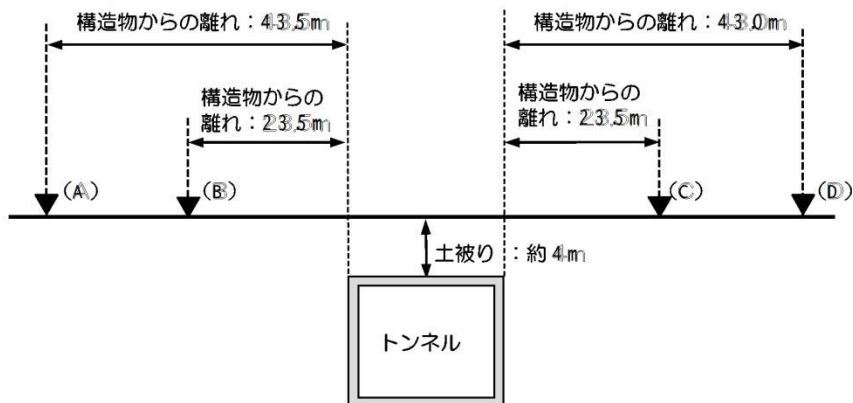 構造物からの離れ：43.5m
構造物からの離れ：43.0m
構造物からの
離れ：23.5m
構造物からの
離れ：23.5m
（A）
（B）
（C）
（D）
土被り ：約4m
トンネル